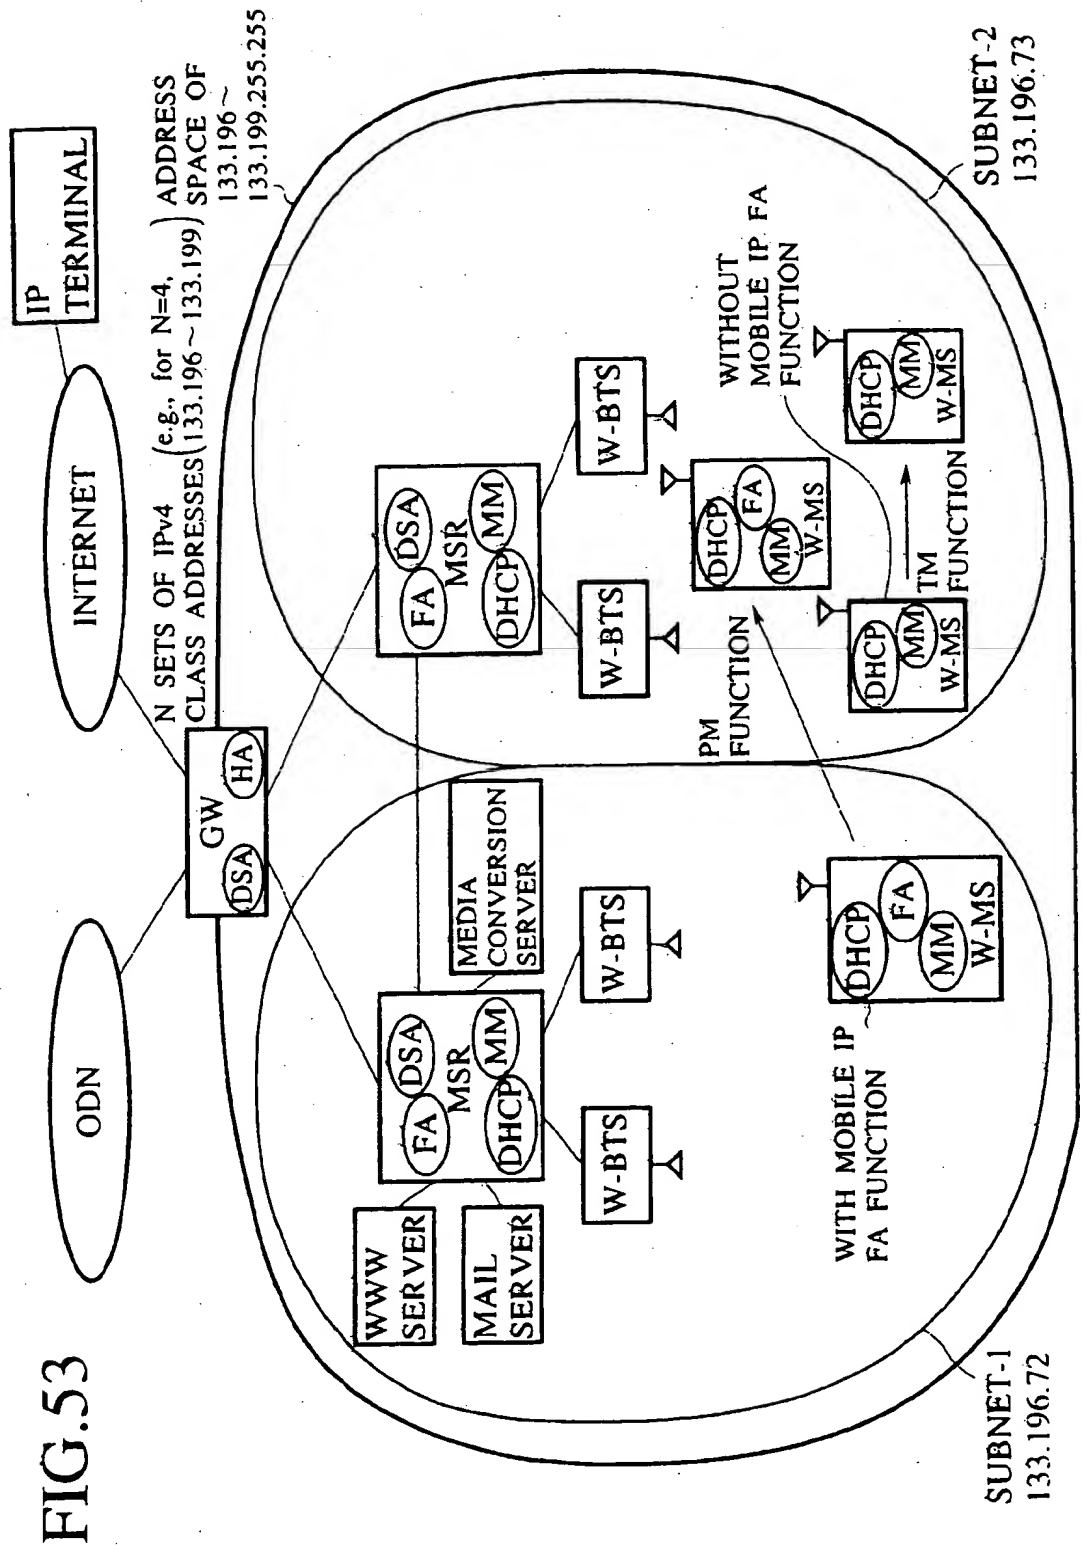 FIG.53
ODN
INTERNET
IP
TERMINAL
GW
DSA
HA
N SETS OF IPv4
CLASS ADDRESSES
(e.g., for N=4,
133.196~133.199)
ADDRESS
SPACE OF
133.196~
133.199.255.255
WWW
SERVER
MAIL
SERVER
FA
DSA
MSR
DHCP
MM
MEDIA
CONVERSION
SERVER
FA
DSA
MSR
DHCP
MM
W-BTS
W-BTS
W-BTS
W-BTS
WITH MOBILE IP
FA FUNCTION
DHCP
FA
MM
W-MS
PM
FUNCTION
DHCP
FA
MM
W-MS
WITHOUT
MOBILE IP FA
FUNCTION
DHCP
MM
W-MS
TM
FUNCTION
DHCP
MM
W-MS
SUBNET-1
133.196.72
SUBNET-2
133.196.73